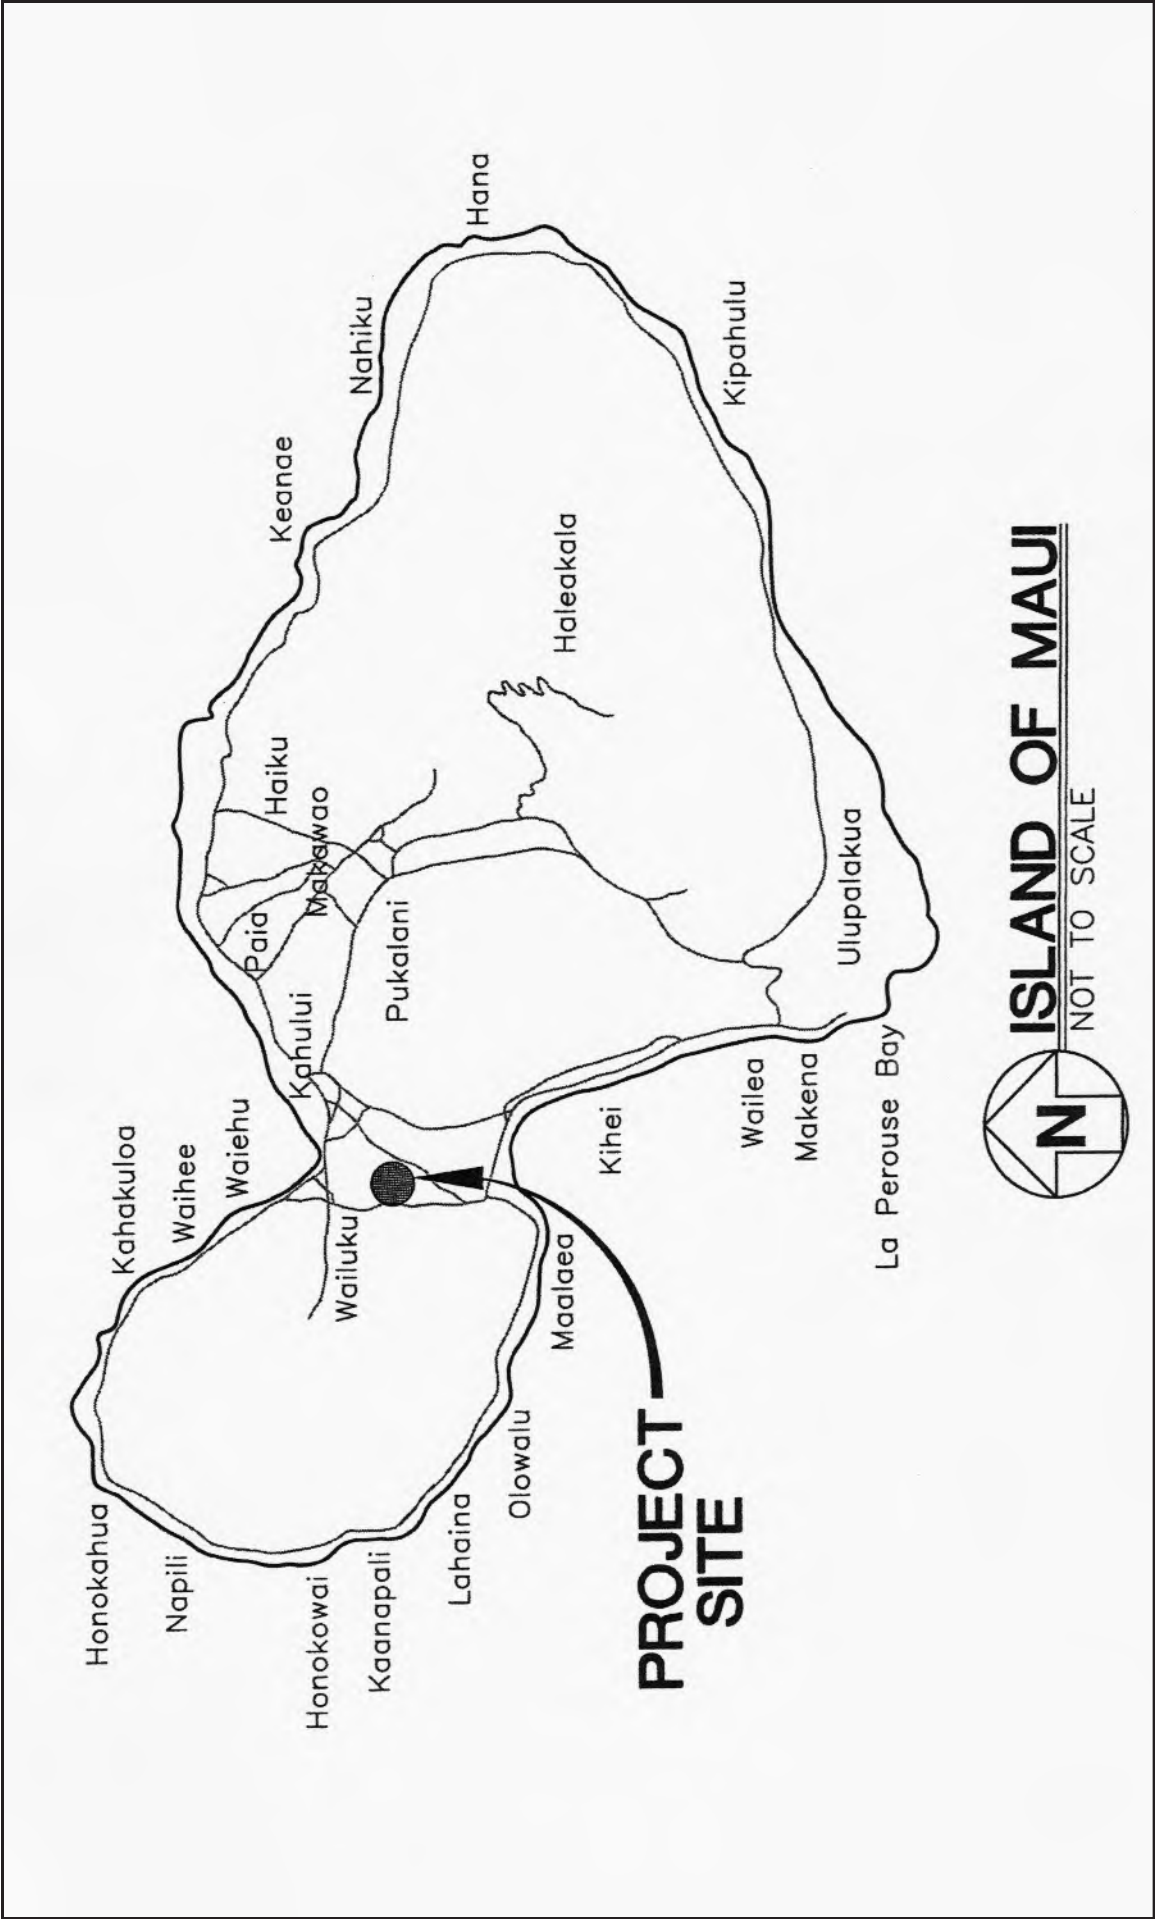 Kahakuloa
Honokahua
Waihee
Napili
Waiehu
Keanae
Haiku
Paia
Kahului
Makawao
Honokowai
Wailuku
Nahiku
Kaanapali
Pukalani
Lahaina
Hana
Olowalu
Maalaea
Haleakala
Kihei
PROJECT
SITE
Kipahulu
Wailea
Makena
Ulupalakua
La Perouse Bay
N
ISLAND OF MAUI
NOT TO SCALE